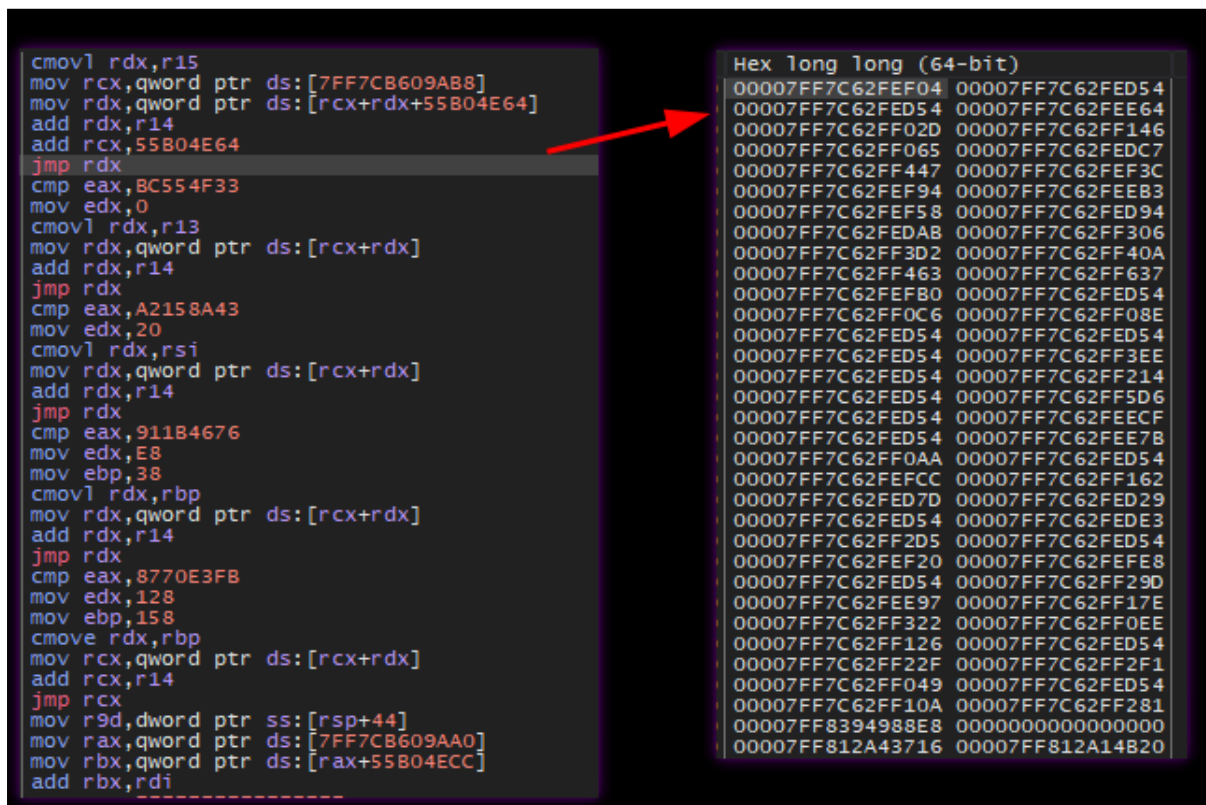 cmovl rdx,r15
mov rcx,qword ptr ds:[7FF7CB609AB8]
mov rdx,qword ptr ds:[rcx+rdx+55B04E64]
add rdx,r14
add rcx,55B04E64
jmp rdx
cmp eax,BC554F33
mov edx,0
cmovl rdx,r13
mov rdx,qword ptr ds:[rcx+rdx]
add rdx,r14
jmp rdx
cmp eax,A2158A43
mov edx,20
cmovl rdx,rsi
mov rdx,qword ptr ds:[rcx+rdx]
add rdx,r14
jmp rdx
cmp eax,911B4676
mov edx,E8
mov ebp,38
cmovl rdx,rbp
mov rdx,qword ptr ds:[rcx+rdx]
add rdx,r14
jmp rdx
cmp eax,8770E3FB
mov edx,128
mov ebp,158
cmove rdx,rbp
mov rcx,qword ptr ds:[rcx+rdx]
add rcx,r14
jmp rcx
mov r9d,dword ptr ss:[rsp+44]
mov rax,qword ptr ds:[7FF7CB609AA0]
mov rbx,qword ptr ds:[rax+55B04ECC]
add rbx,rdi
Hex long long (64-bit)
00007FF7C62FEF04 00007FF7C62FED54
00007FF7C62FED54 00007FF7C62FEE64
00007FF7C62FF02D 00007FF7C62FF146
00007FF7C62FF065 00007FF7C62FEDC7
00007FF7C62FF447 00007FF7C62FEF3C
00007FF7C62FEF94 00007FF7C62FEEB3
00007FF7C62FEF58 00007FF7C62FED94
00007FF7C62FEDAB 00007FF7C62FF306
00007FF7C62FF3D2 00007FF7C62FF40A
00007FF7C62FF463 00007FF7C62FF637
00007FF7C62FEFB0 00007FF7C62FED54
00007FF7C62FF0C6 00007FF7C62FF08E
00007FF7C62FED54 00007FF7C62FED54
00007FF7C62FED54 00007FF7C62FF3EE
00007FF7C62FED54 00007FF7C62FF214
00007FF7C62FED54 00007FF7C62FF5D6
00007FF7C62FED54 00007FF7C62FEECF
00007FF7C62FED54 00007FF7C62FEE7B
00007FF7C62FF0AA 00007FF7C62FED54
00007FF7C62FEFCC 00007FF7C62FF162
00007FF7C62FED7D 00007FF7C62FED29
00007FF7C62FED54 00007FF7C62FEDE3
00007FF7C62FF2D5 00007FF7C62FED54
00007FF7C62FEF20 00007FF7C62FEFE8
00007FF7C62FED54 00007FF7C62FF29D
00007FF7C62FEE97 00007FF7C62FF17E
00007FF7C62FF322 00007FF7C62FF0EE
00007FF7C62FF126 00007FF7C62FED54
00007FF7C62FF22F 00007FF7C62FF2F1
00007FF7C62FF049 00007FF7C62FED54
00007FF7C62FF10A 00007FF7C62FF281
00007FF8394988E8 0000000000000000
00007FF812A43716 00007FF812A14B20